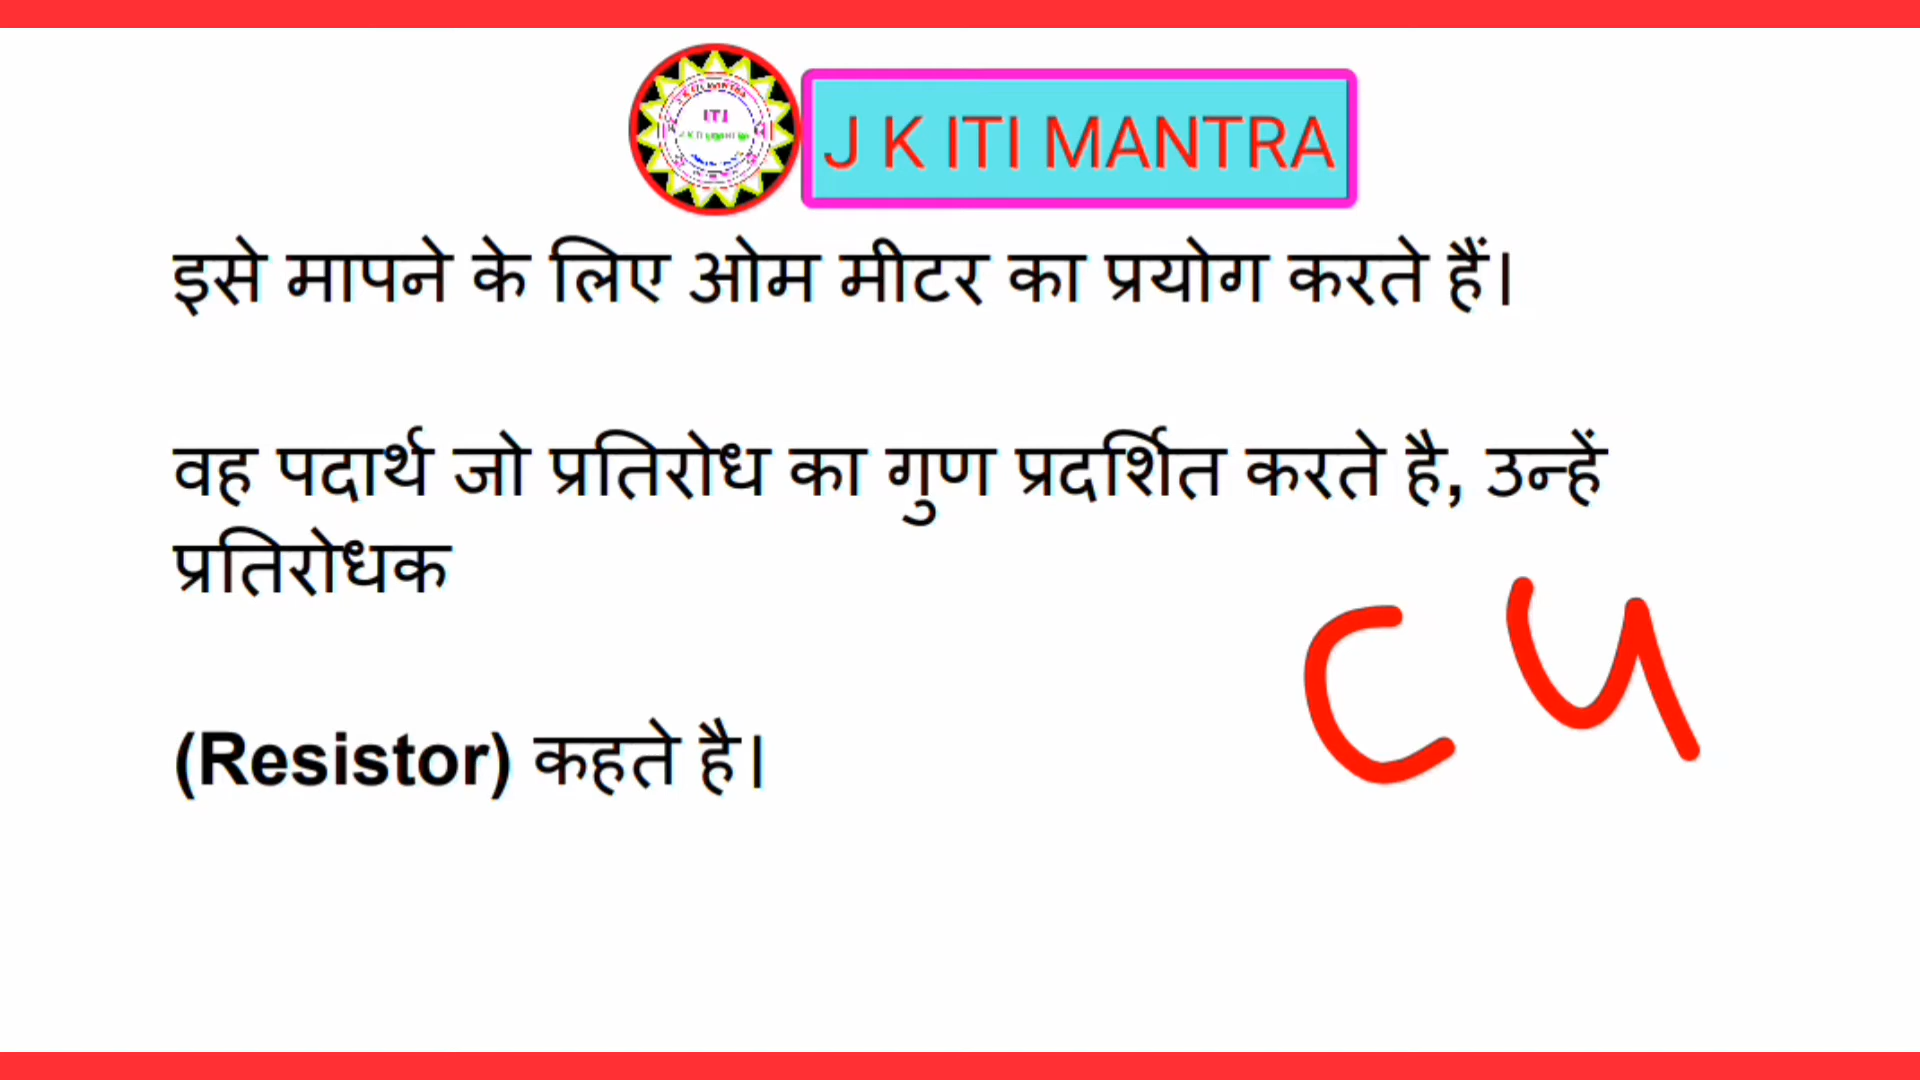 ITI
J K ITI MANTRA
इसे मापने के लिए ओम मीटर का प्रयोग करते हैं।
वह पदार्थ जो प्रतिरोध का गुण प्रदर्शित करते है, उन्हें
प्रतिरोधक
(Resistor) कहते है।
Cu